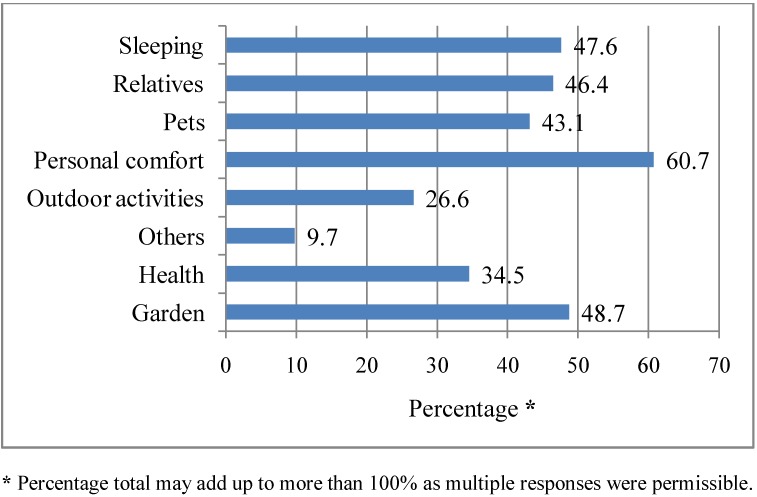 Sleeping 47.6
Relatives 46.4
Pets 43.1
Personal comfort 60.7
Outdoor activities 26.6
Others 9.7
Health 34.5
Garden 48.7
0 10 20 30 40 50 60 70
Percentage *
* Percentage total may add up to more than 100% as multiple responses were permissible.